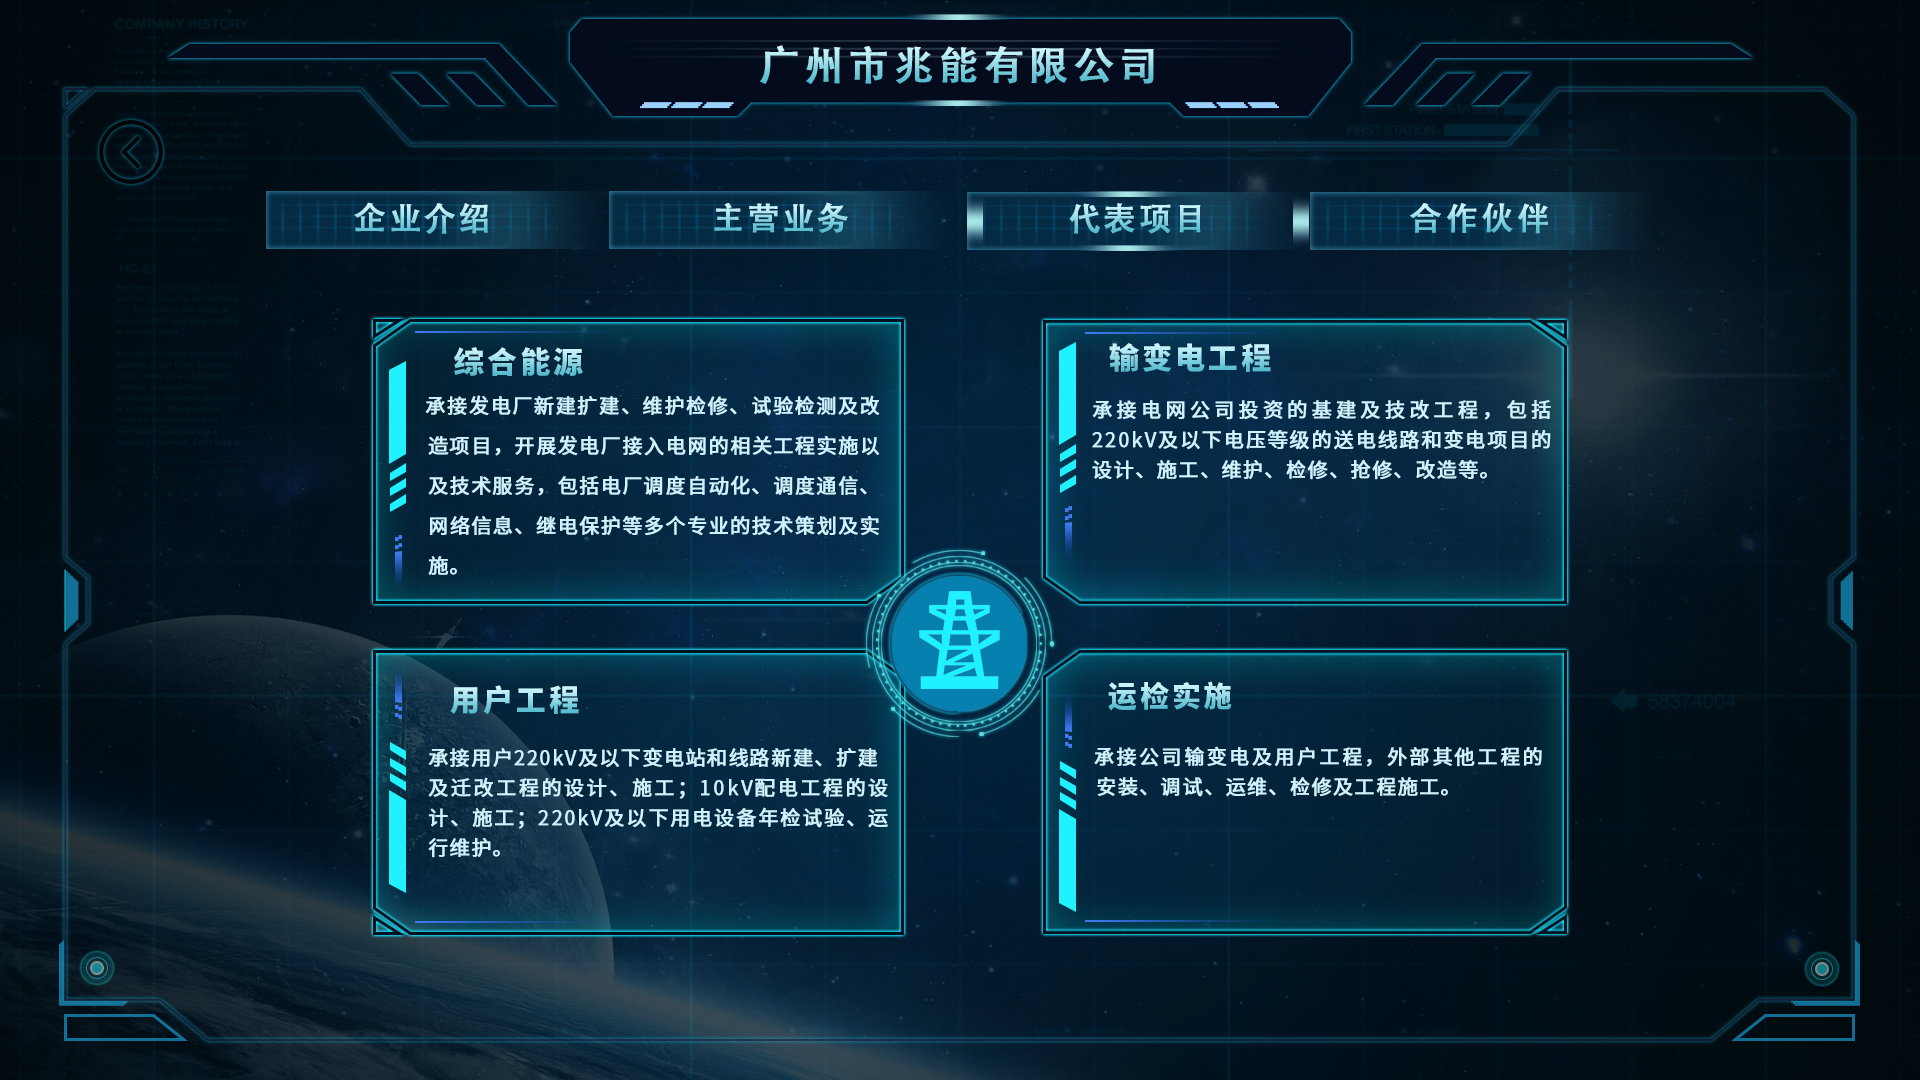 COMPANY HISTORY
广州市兆能有限公司
FIRST STATION
企业介绍
主营业务
代表项目
合作伙伴
HO-62
综合能源
承接发电厂新建扩建、维护检修、试验检测及改
造项目，开展发电厂接入电网的相关工程实施以
及技术服务，包括电厂调度自动化、调度通信、
网络信息、继电保护等多个专业的技术策划及实
施。
输变电工程
承接电网公司投资的基建及技改工程，包括
220kV及以下电压等级的送电线路和变电项目的
设计、施工、维护、检修、抢修、改造等。
用户工程
承接用户220kV及以下变电站和线路新建、扩建
及迁改工程的设计、施工；10kV配电工程的设
计、施工；220kV及以下用电设备年检试验、运
行维护。
运检实施
承接公司输变电及用户工程，外部其他工程的
安装、调试、运维、检修及工程施工。
58374004